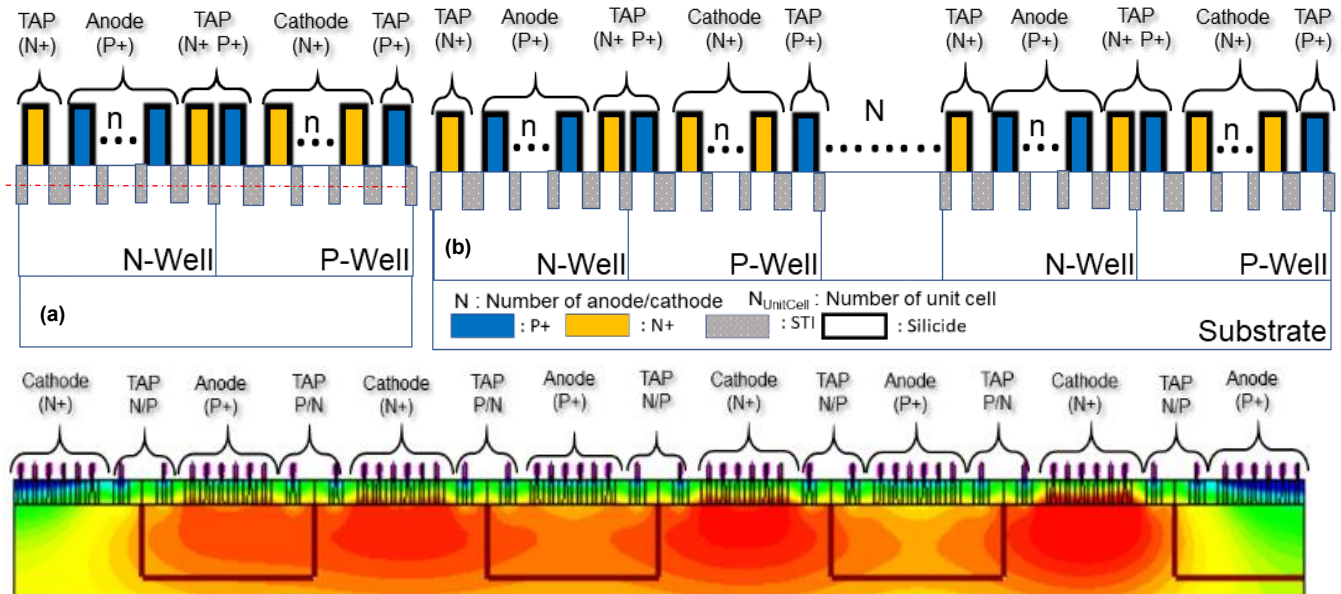 TAP
(N+)
Anode
(P+)
TAP
(N+ P+)
Cathode
(N+)
TAP
(P+)
n
n
N-Well
P-Well
(a)
TAP
(N+)
Anode
(P+)
TAP
(N+ P+)
Cathode
(N+)
TAP
(P+)
N
TAP
(N+)
Anode
(P+)
TAP
(N+ P+)
Cathode
(N+)
TAP
(P+)
n
n
n
n
(b)
N-Well
P-Well
N-Well
P-Well
N : Number of anode/cathode
NUnitCell : Number of unit cell
: P+
: N+
: STI
: Silicide
Substrate
Cathode
(N+)
TAP
N/P
Anode
(P+)
TAP
P/N
Cathode
(N+)
TAP
P/N
Anode
(P+)
TAP
N/P
Cathode
(N+)
TAP
N/P
Anode
(P+)
TAP
P/N
Cathode
(N+)
TAP
N/P
Anode
(P+)